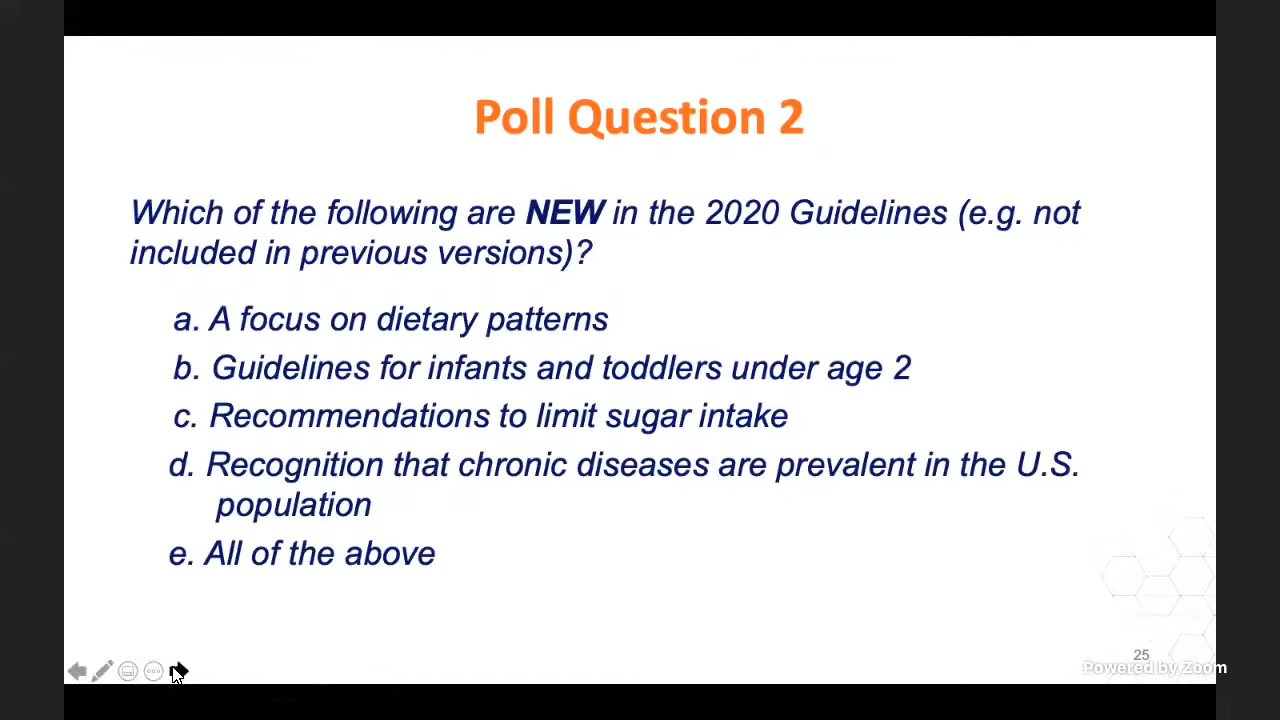 Poll Question 2
Which of the following are NEW in the 2020 Guidelines (e.g. not
included in previous versions)?
a. A focus on dietary patterns
b. Guidelines for infants and toddlers under age 2
c. Recommendations to limit sugar intake
d. Recognition that chronic diseases are prevalent in the U.S.
population
e. All of the above
25
Powered by Zoom